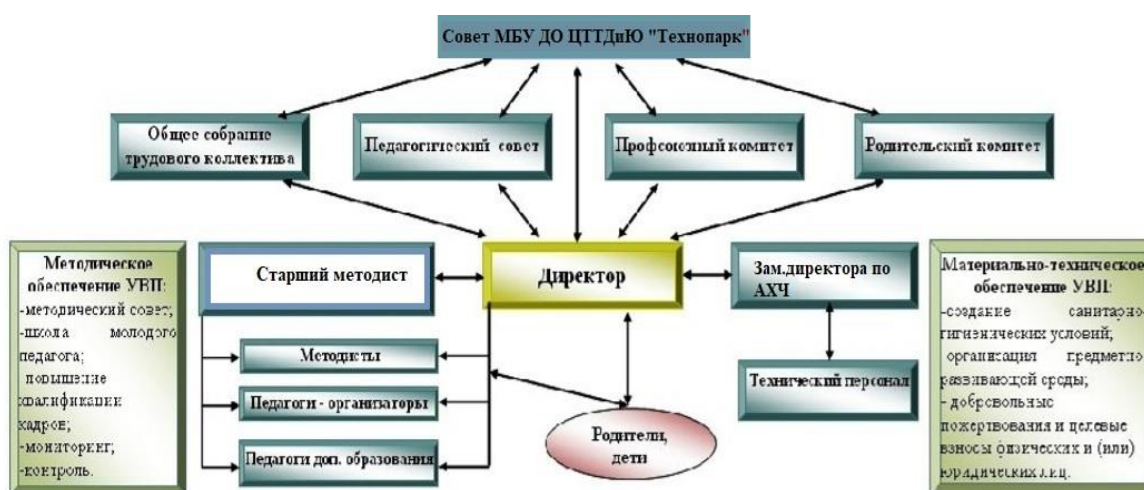 Совет МБУ ДО ЦТТДиЮ "Технопарк"
Общее собрание
трудового коллектива
Педагогический совет
Профсоюзный комитет
Родительский комитет
Методическое
обеспечение УВП:
-методический совет;
-школа молодого
педагога;
-повышение
квалификации
кадров;
-мониторинг;
-контроль.
Старший методист
Директор
Зам.директора по
АХЧ
Материально-техническое
обеспечение УВП:
-создание санитарно
гигиенических условий;
-организация предметно
развивающей среды;
- добровольные
пожертвования и целевые
взносы физических и (или)
юридических лиц.
Методисты
Педагоги - организаторы
Педагоги доп. образования
Родители,
дети
Технический персонал